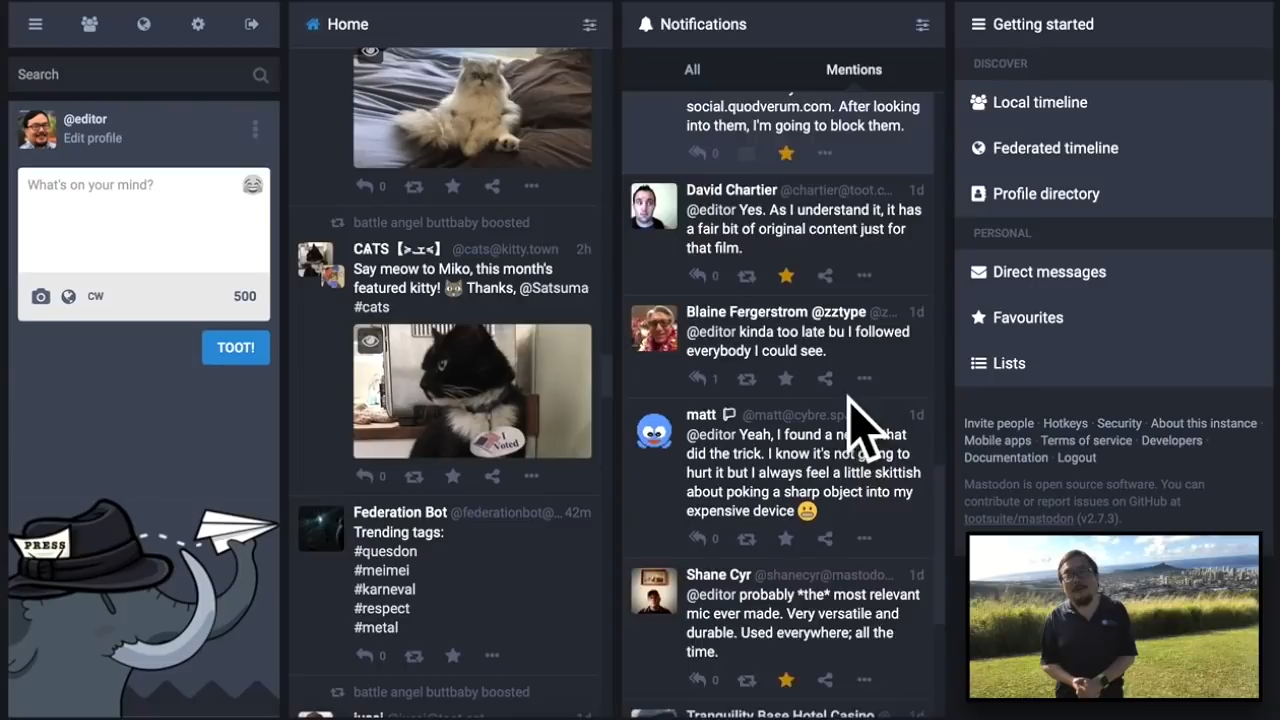 Search
@editor
Edit profile
What's on your mind?
CW
500
TOOT!
PRESS
Home
battle angel buttbaby boosted
0
CATS【≽ܫ≼】 @cats@kitty.town 2h
Say meow to Miko, this month's
featured kitty! 🐱 Thanks, @Satsuma
#cats
I Voted
0
Federation Bot @federationbot@... 42m
Trending tags:
#quesdon
#meimei
#karneval
#respect
#metal
0
battle angel buttbaby boosted
Notifications
All
Mentions
social.quodverum.com. After looking
into them, I'm going to block them.
0
David Chartier @chartier@toot.c... 1d
@editor Yes. As I understand it, it has
a fair bit of original content just for
that film.
0
Blaine Fergerstrom @zztype @z... 1d
@editor kinda too late bu I followed
everybody I could see.
1
matt @matt@cybre.sp 1d
@editor Yeah, I found a that
did the trick. I know it's not going to
hurt it but I always feel a little skittish
about poking a sharp object into my
expensive device 😬
0
Shane Cyr @shanecyr@mastodo... 1d
@editor probably *the* most relevant
mic ever made. Very versatile and
durable. Used everywhere; all the
time.
0
Tranquility Base Hotel Casino
Getting started
DISCOVER
Local timeline
Federated timeline
Profile directory
PERSONAL
Direct messages
Favourites
Lists
Invite people · Hotkeys · Security · About this instance ·
Mobile apps · Terms of service · Developers ·
Documentation · Logout
Mastodon is open source software. You can
contribute or report issues on GitHub at
tootsuite/mastodon (v2.7.3).